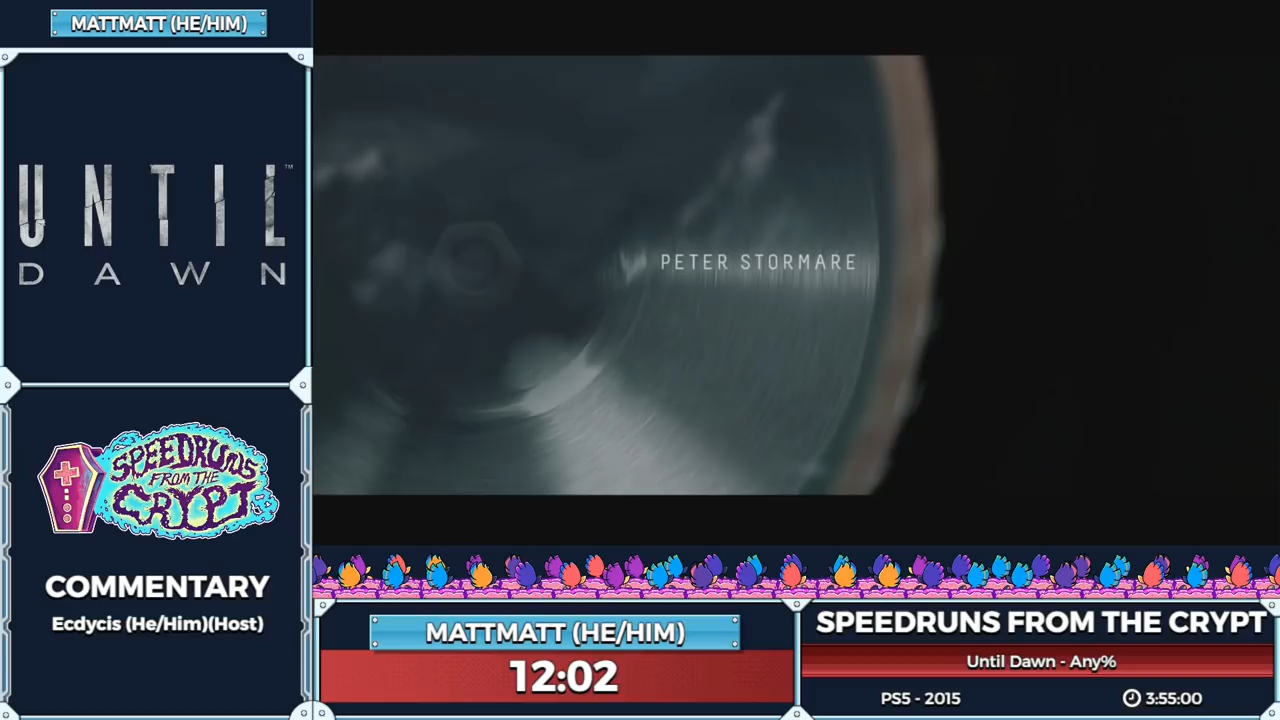 MATTMATT (HE/HIM)
UNTIL™
DAWN
PETER STORMARE
SPEEDRUNS
FROM THE
CRYPT
COMMENTARY
Ecdycis (He/Him)(Host)
MATTMATT (HE/HIM)
12:02
SPEEDRUNS FROM THE CRYPT
Until Dawn - Any%
PS5 - 2015
3:55:00